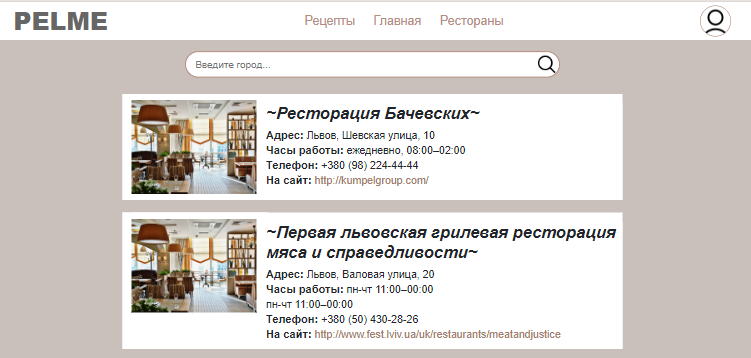 PELME
Рецепты Главная Рестораны
Введите город...
~Ресторация Бачевских~
Адрес: Львов, Шевская улица, 10
Часы работы: ежедневно, 08:00–02:00
Телефон: +380 (98) 224-44-44
На сайт: http://kumpelgroup.com/
~Первая львовская грилевая ресторация
мяса и справедливости~
Адрес: Львов, Валовая улица, 20
Часы работы: пн-чт 11:00–00:00
пн-чт 11:00–00:00
Телефон: +380 (50) 430-28-26
На сайт: http://www.fest.lviv.ua/uk/restaurants/meatandjustice